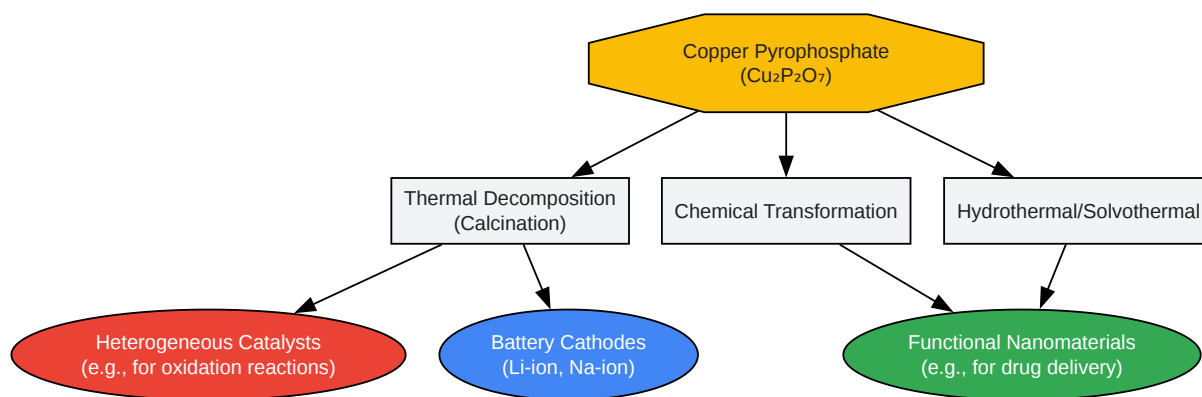 Copper Pyrophosphate
(Cu₂P₂O₇)
Thermal Decomposition
(Calcination)
Chemical Transformation
Hydrothermal/Solvothermal
Heterogeneous Catalysts
(e.g., for oxidation reactions)
Battery Cathodes
(Li-ion, Na-ion)
Functional Nanomaterials
(e.g., for drug delivery)